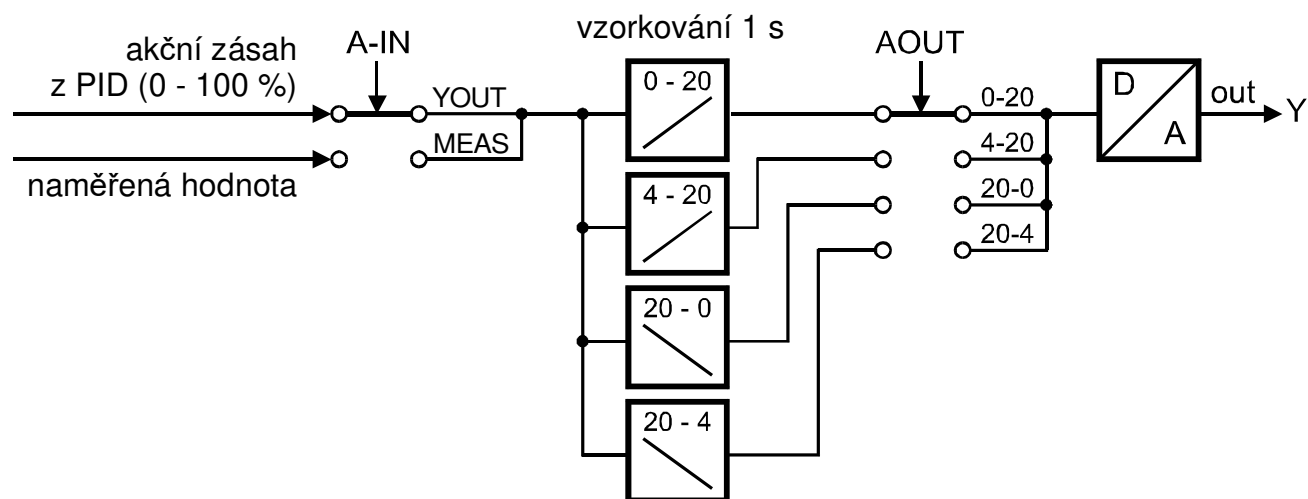 vzorkování 1 s
akční zásah
z PID (0 - 100 %)
A-IN
AOUT
YOUT
MEAS
naměřená hodnota
0 - 20
4 - 20
20 - 0
20 - 4
0-20
4-20
20-0
20-4
D
A
out
Y